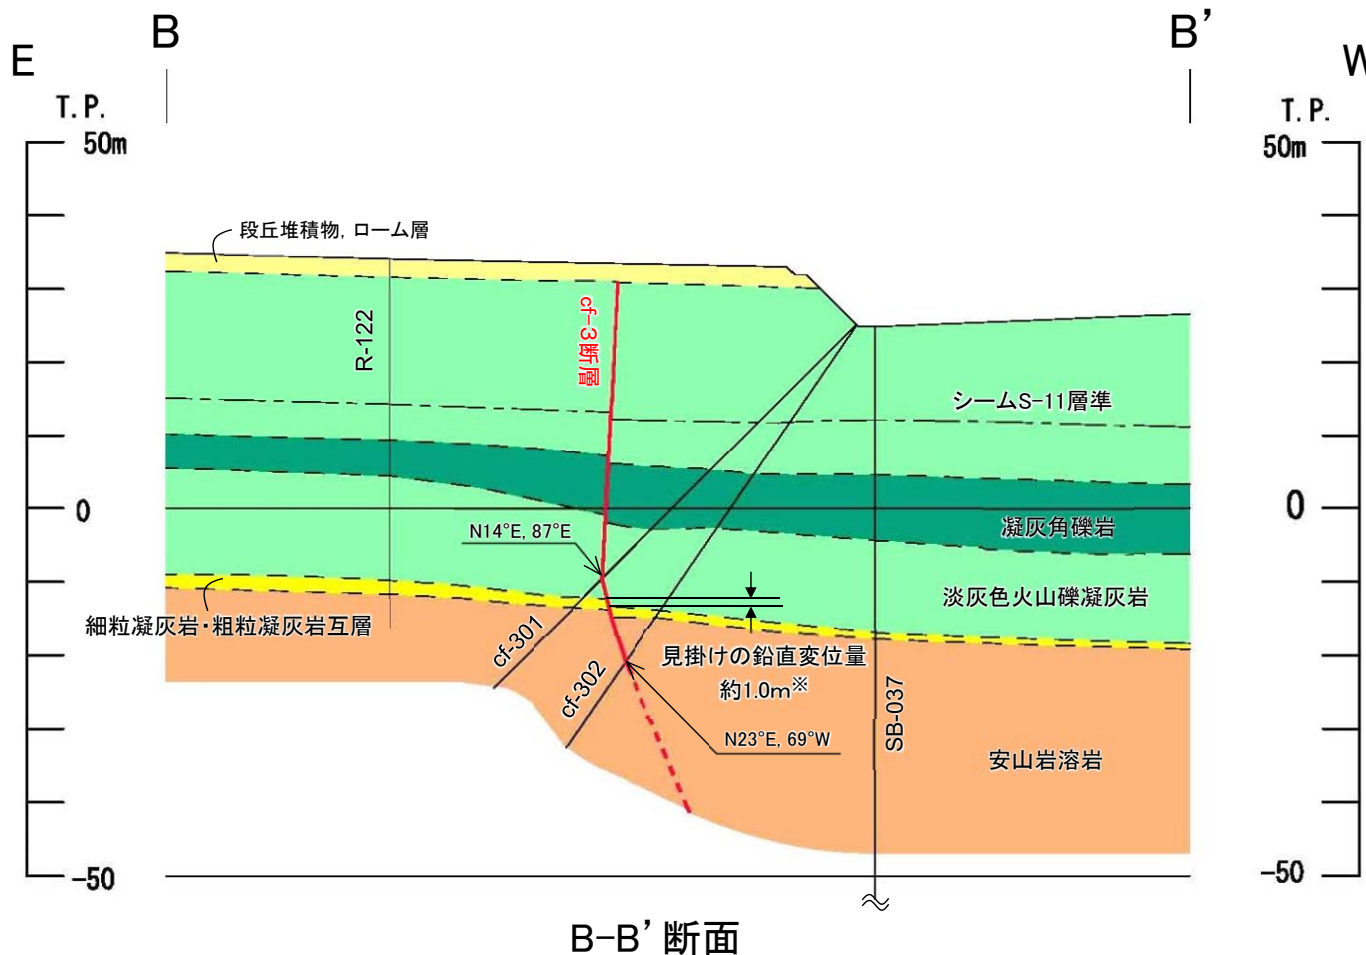 B
B’
E
W
T.P.
T.P.
50m
50m
段丘堆積物, ローム層
R-122
cf-3断層
シームS-11層準
0
0
凝灰角礫岩
N14°E, 87°E
淡灰色火山礫凝灰岩
細粒凝灰岩・粗粒凝灰岩互層
cf-301
cf-302
見掛けの鉛直変位量
約1.0m※
SB-037
N23°E, 69°W
安山岩溶岩
-50
-50
B-B’断面